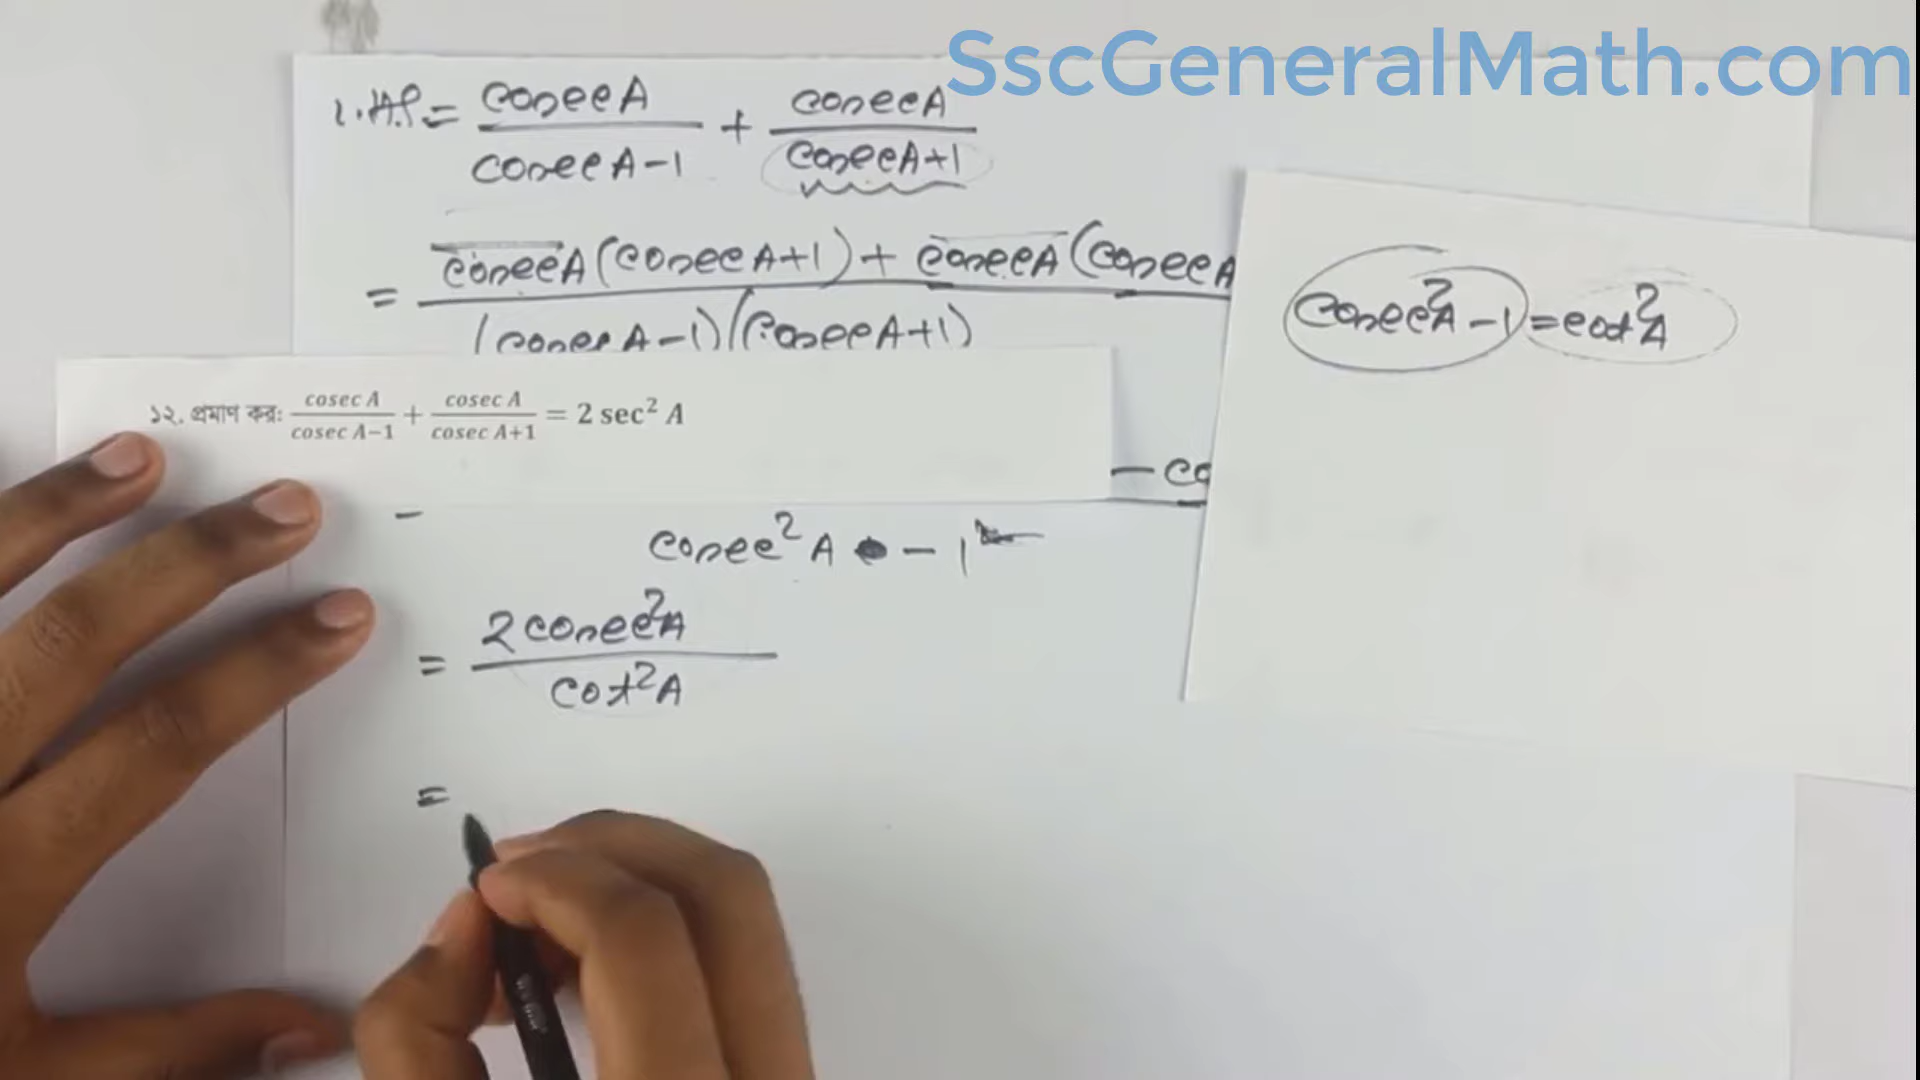 SscGeneralMath.com
L.H.S = cosecA / cosecA-1 + cosecA / cosecA+1
= cosecA(cosecA+1) + cosecA(cosecA / (cosecA-1)(cosecA+1)
cosec²A - 1 = cot²A
১২. প্রমাণ কর: cosec A / cosec A-1 + cosec A / cosec A+1 = 2 sec² A
- co
cosec²A - 1
= 2cosec²A / cot²A
=